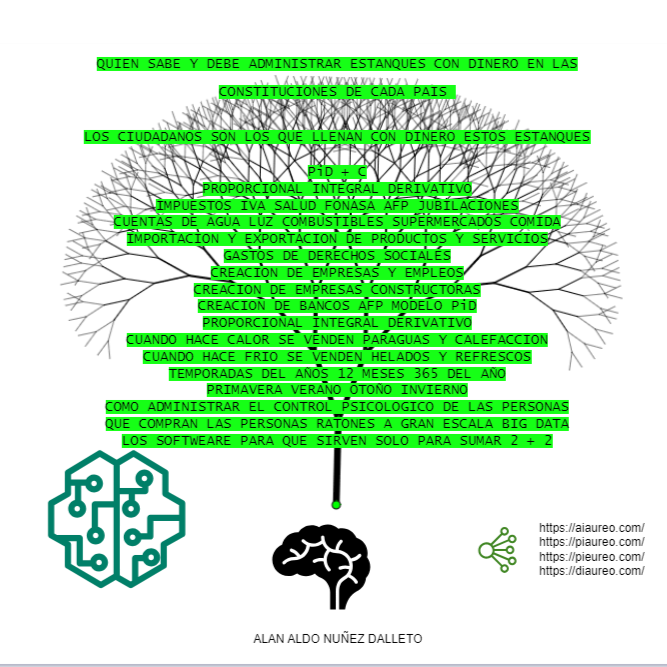 QUIEN SABE Y DEBE ADMINISTRAR ESTANQUES CON DINERO EN LAS
CONSTITUCIONES DE CADA PAIS
LOS CIUDADANOS SON LOS QUE LLENAN CON DINERO ESTOS ESTANQUES
PiD + C
PROPORCIONAL INTEGRAL DERIVATIVO
IMPUESTOS IVA SALUD FONASA AFP JUBILACIONES
CUENTAS DE AGUA LUZ COMBUSTIBLES SUPERMERCADOS COMIDA
IMPORTACION Y EXPORTACION DE PRODUCTOS Y SERVICIOS
GASTOS DE DERECHOS SOCIALES
CREACION DE EMPRESAS Y EMPLEOS
CREACION DE EMPRESAS CONSTRUCTORAS
CREACION DE BANCOS AFP MODELO PiD
PROPORCIONAL INTEGRAL DERIVATIVO
CUANDO HACE CALOR SE VENDEN PARAGUAS Y CALEFACCION
CUANDO HACE FRIO SE VENDEN HELADOS Y REFRESCOS
TEMPORADAS DEL AÑOS 12 MESES 365 DEL AÑO
PRIMAVERA VERANO OTOÑO INVIERNO
COMO ADMINISTRAR EL CONTROL PSICOLOGICO DE LAS PERSONAS
QUE COMPRAN LAS PERSONAS RATONES A GRAN ESCALA BIG DATA
LOS SOFTWEARE PARA QUE SIRVEN SOLO PARA SUMAR 2 + 2
https://aiaureo.com/
https://piaureo.com/
https://pieureo.com/
https://diaureo.com/
ALAN ALDO NUÑEZ DALLETO